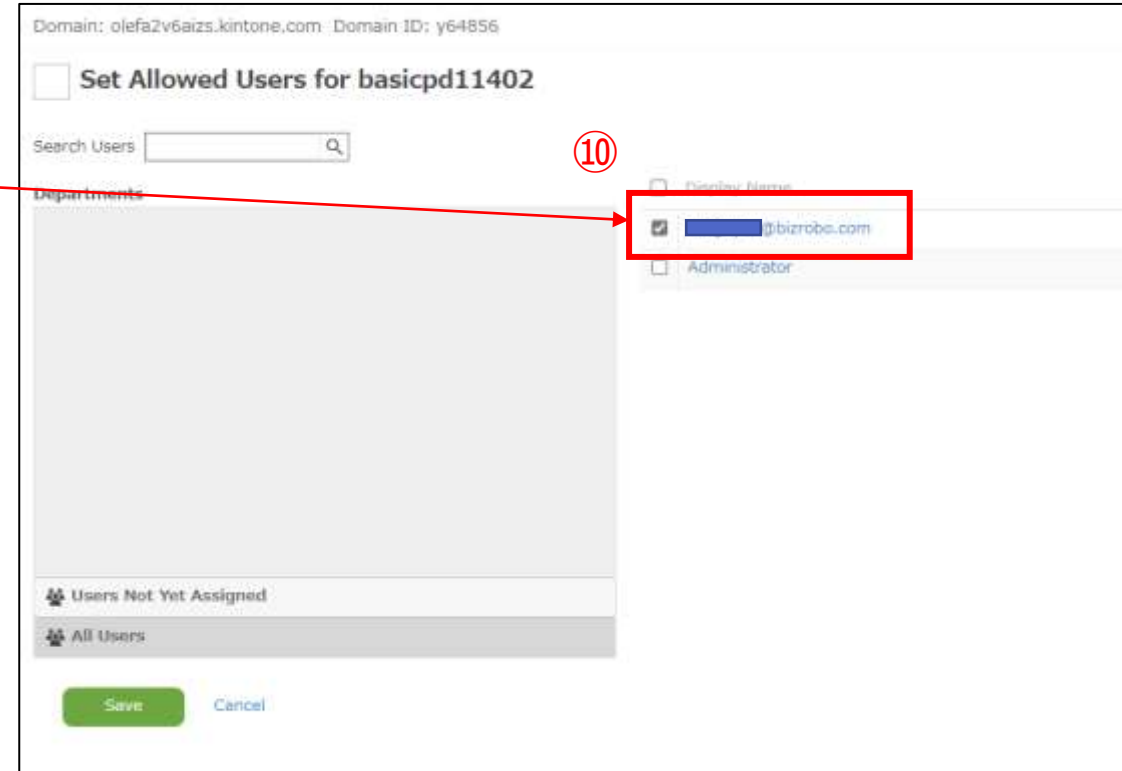 Domain: olefa2v6aizs.kintone.com Domain ID: y64856
Set Allowed Users for basicpd11402
Search Users
⑩
Departments
Display Name
@bizrobo.com
Administrator
Users Not Yet Assigned
All Users
Save Cancel